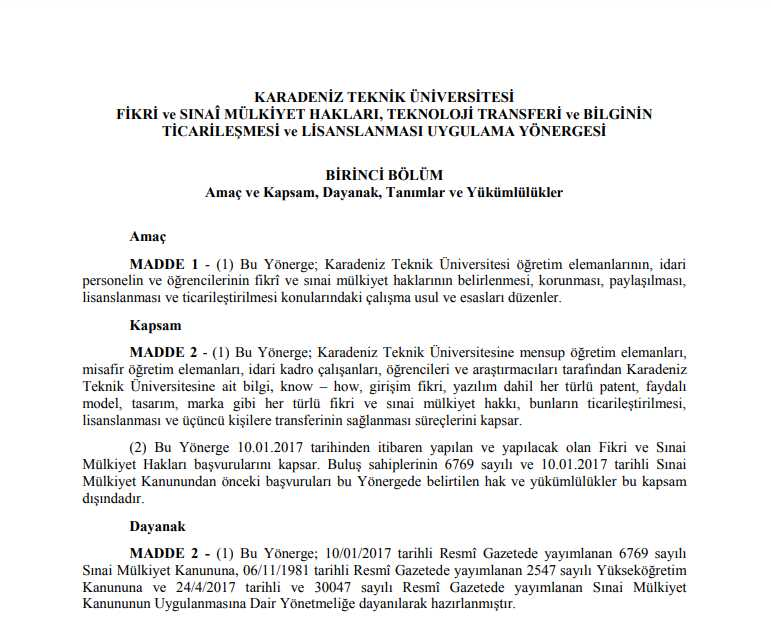 KARADENİZ TEKNİK ÜNİVERSİTESİ
FİKRİ ve SINAÎ MÜLKİYET HAKLARI, TEKNOLOJİ TRANSFERİ ve BİLGİNİN
TİCARİLEŞMESİ ve LİSANSLANMASI UYGULAMA YÖNERGESİ
BİRİNCİ BÖLÜM
Amaç ve Kapsam, Dayanak, Tanımlar ve Yükümlülükler
Amaç
MADDE 1 - (1) Bu Yönerge; Karadeniz Teknik Üniversitesi öğretim elemanlarının, idari
personelin ve öğrencilerinin fikrî ve sınai mülkiyet haklarının belirlenmesi, korunması, paylaşılması,
lisanslanması ve ticarileştirilmesi konularındaki çalışma usul ve esasları düzenler.
Kapsam
MADDE 2 - (1) Bu Yönerge; Karadeniz Teknik Üniversitesine mensup öğretim elemanları,
misafir öğretim elemanları, idari kadro çalışanları, öğrencileri ve araştırmacıları tarafından Karadeniz
Teknik Üniversitesine ait bilgi, know – how, girişim fikri, yazılım dahil her türlü patent, faydalı
model, tasarım, marka gibi her türlü fikri ve sınai mülkiyet hakkı, bunların ticarileştirilmesi,
lisanslanması ve üçüncü kişilere transferinin sağlanması süreçlerini kapsar.
(2) Bu Yönerge 10.01.2017 tarihinden itibaren yapılan ve yapılacak olan Fikri ve Sınai
Mülkiyet Hakları başvurularını kapsar. Buluş sahiplerinin 6769 sayılı ve 10.01.2017 tarihli Sınai
Mülkiyet Kanunundan önceki başvuruları bu Yönergede belirtilen hak ve yükümlülükler bu kapsam
dışındadır.
Dayanak
MADDE 2 - (1) Bu Yönerge; 10/01/2017 tarihli Resmî Gazetede yayımlanan 6769 sayılı
Sınai Mülkiyet Kanununa, 06/11/1981 tarihli Resmî Gazetede yayımlanan 2547 sayılı Yükseköğretim
Kanununa ve 24/4/2017 tarihli ve 30047 sayılı Resmî Gazetede yayımlanan Sınai Mülkiyet
Kanununun Uygulanmasına Dair Yönetmeliğe dayanılarak hazırlanmıştır.